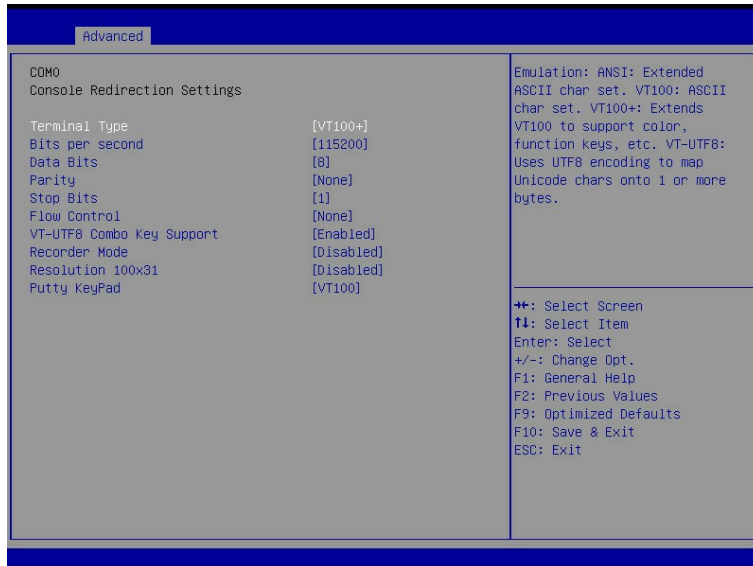 Advanced
COM0
Console Redirection Settings
Terminal Type [VT100+]
Bits per second [115200]
Data Bits [8]
Parity [None]
Stop Bits [1]
Flow Control [None]
VT-UTF8 Combo Key Support [Enabled]
Recorder Mode [Disabled]
Resolution 100x31 [Disabled]
Putty KeyPad [VT100]
Emulation: ANSI: Extended
ASCII char set. VT100: ASCII
char set. VT100+: Extends
VT100 to support color,
function keys, etc. VT-UTF8:
Uses UTF8 encoding to map
Unicode chars onto 1 or more
bytes.
→←: Select Screen
↑↓: Select Item
Enter: Select
+/-: Change Opt.
F1: General Help
F2: Previous Values
F9: Optimized Defaults
F10: Save & Exit
ESC: Exit